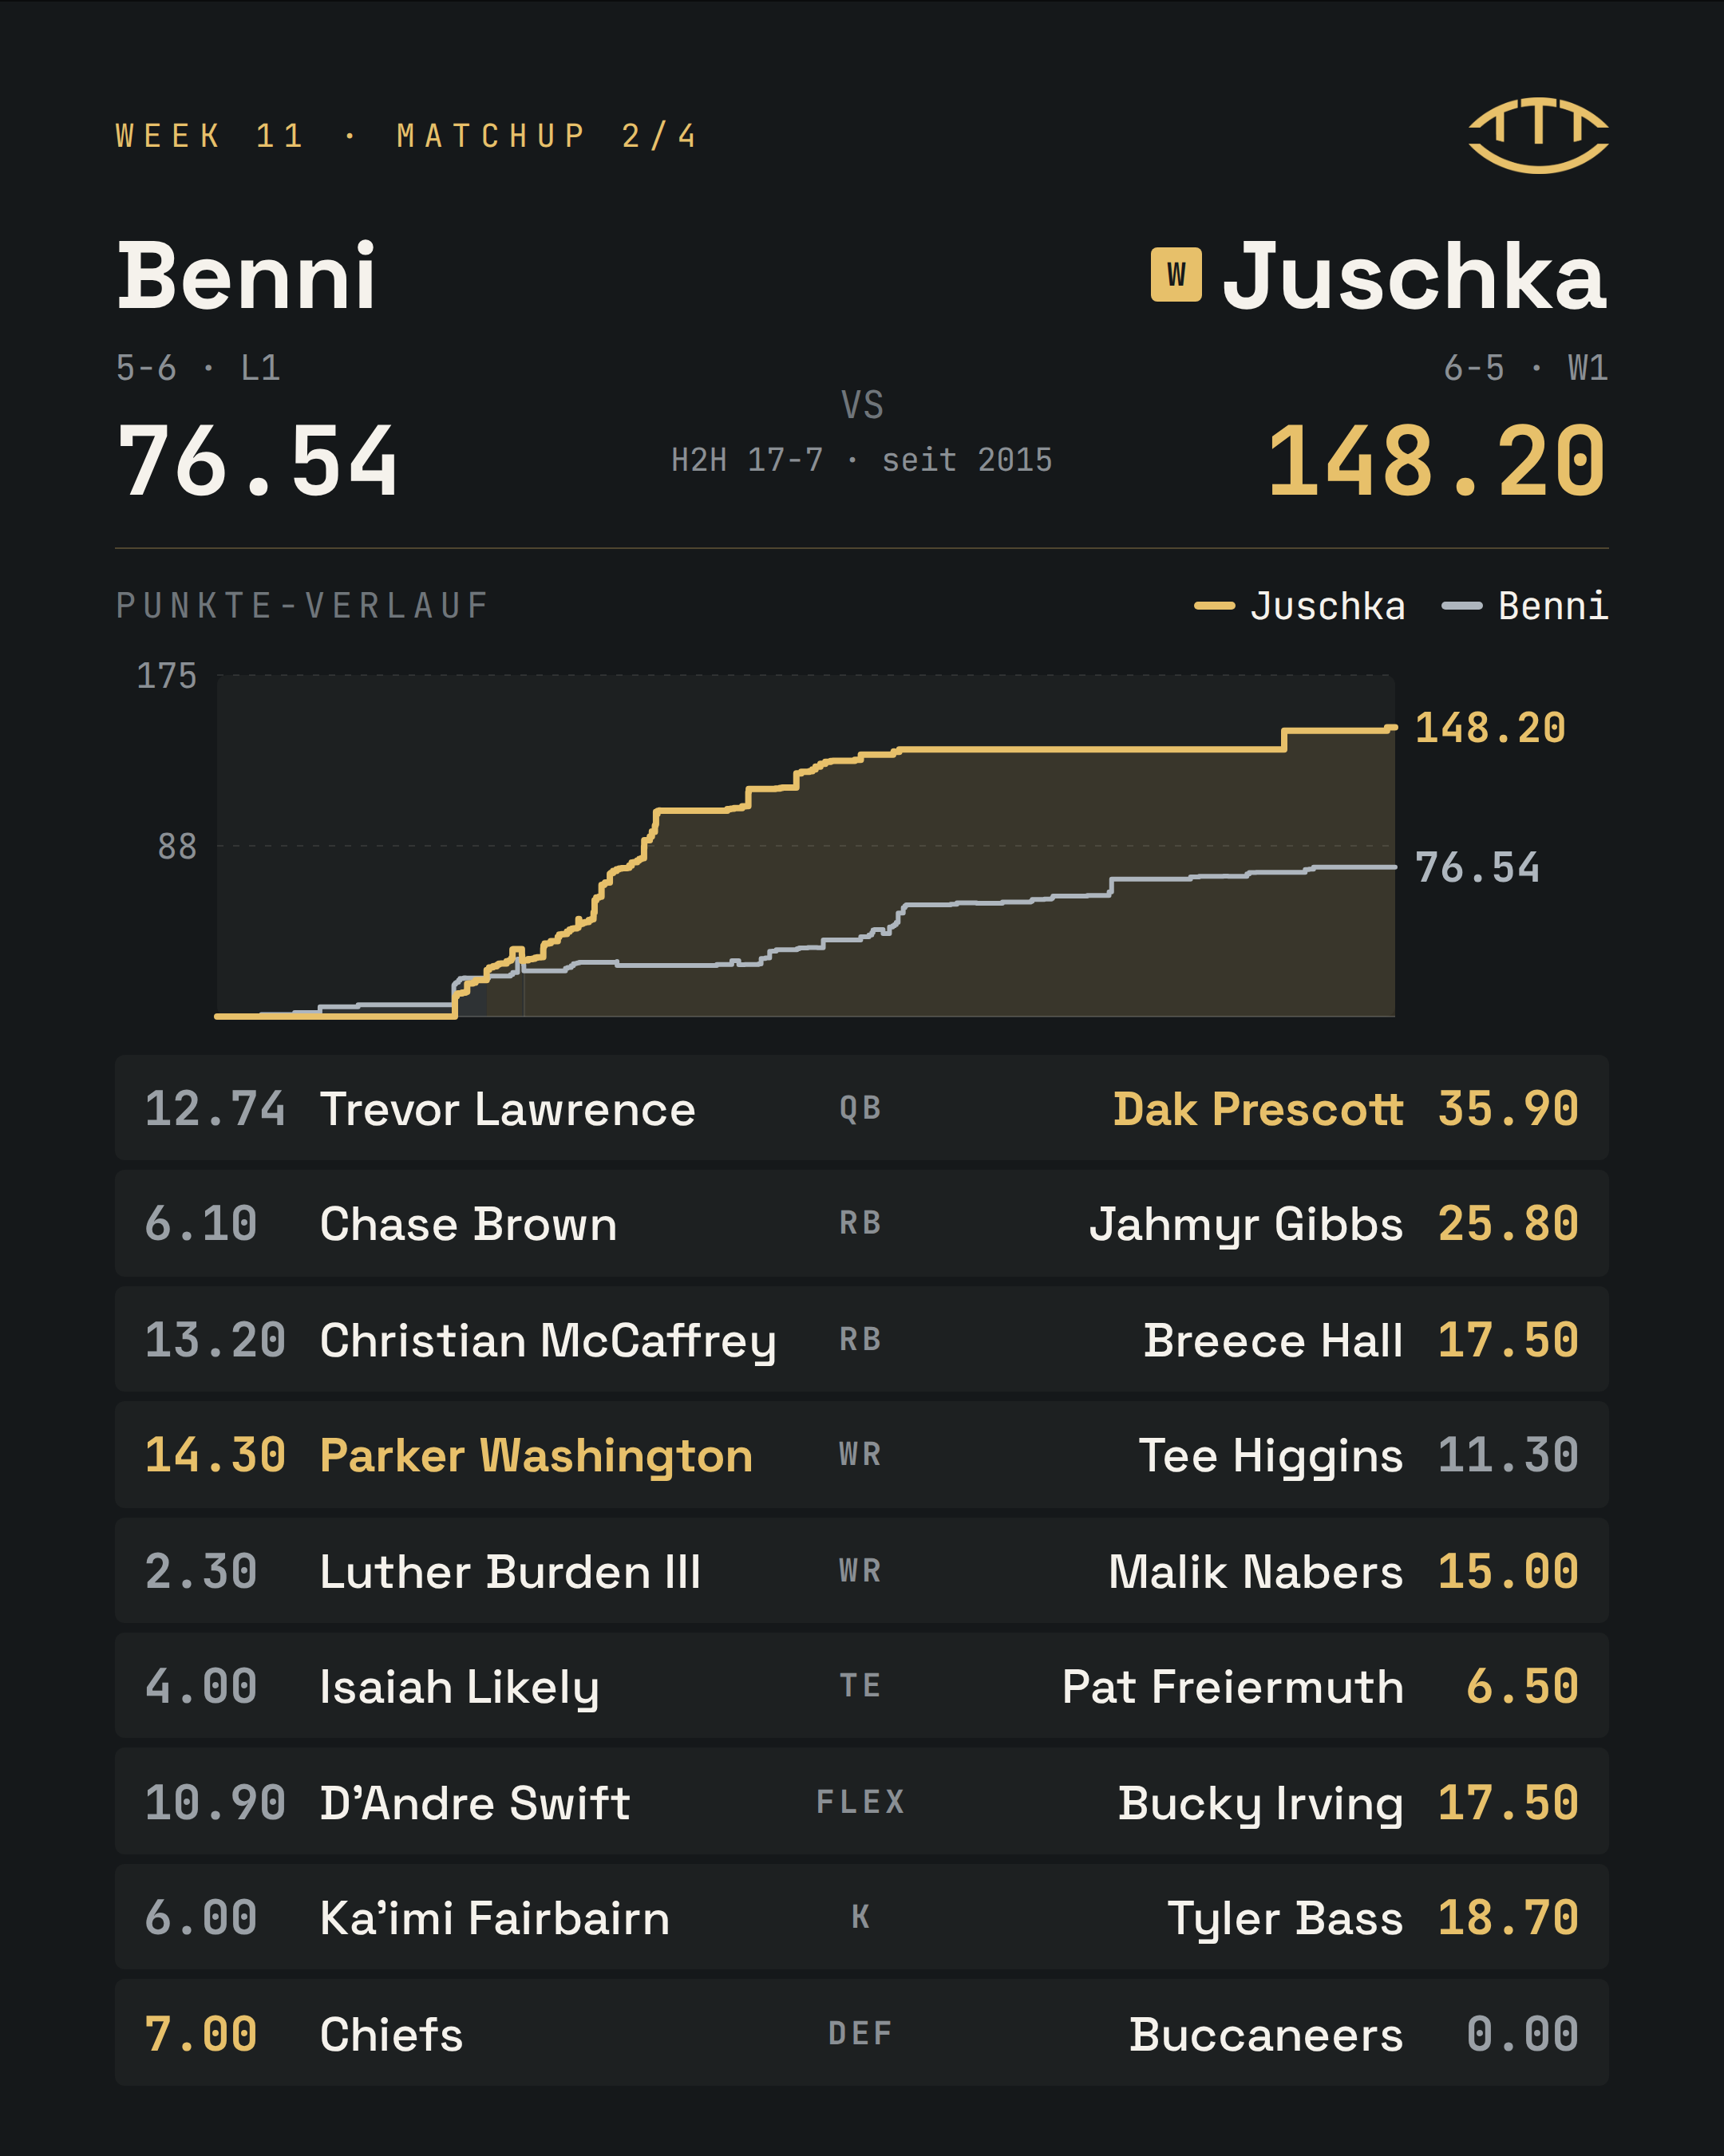 WEEK 11 · MATCHUP 2/4
Benni
W Juschka
5-6 · L1
6-5 · W1
VS
76.54
H2H 17-7 · seit 2015
148.20
PUNKTE-VERLAUF
Juschka Benni
175
148.20
88
76.54
12.74 Trevor Lawrence QB Dak Prescott 35.90
6.10 Chase Brown RB Jahmyr Gibbs 25.80
13.20 Christian McCaffrey RB Breece Hall 17.50
14.30 Parker Washington WR Tee Higgins 11.30
2.30 Luther Burden III WR Malik Nabers 15.00
4.00 Isaiah Likely TE Pat Freiermuth 6.50
10.90 D’Andre Swift FLEX Bucky Irving 17.50
6.00 Ka’imi Fairbairn K Tyler Bass 18.70
7.00 Chiefs DEF Buccaneers 0.00